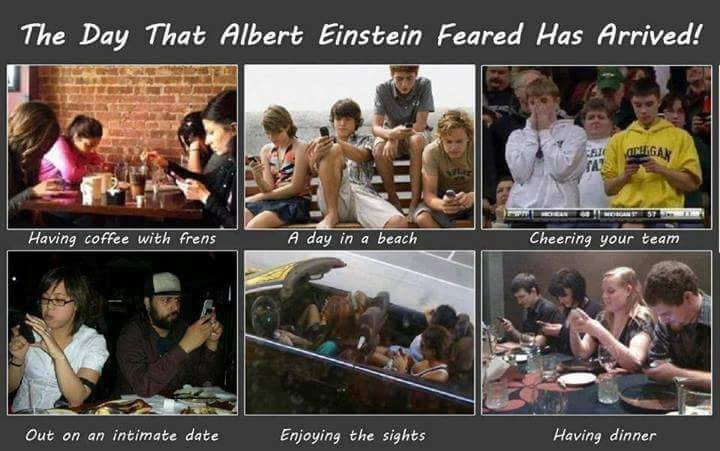 The Day That Albert Einstein Feared Has Arrived!
Having coffee with frens
A day in a beach
Cheering your team
MICHIGAN
Out on an intimate date
Enjoying the sights
Having dinner